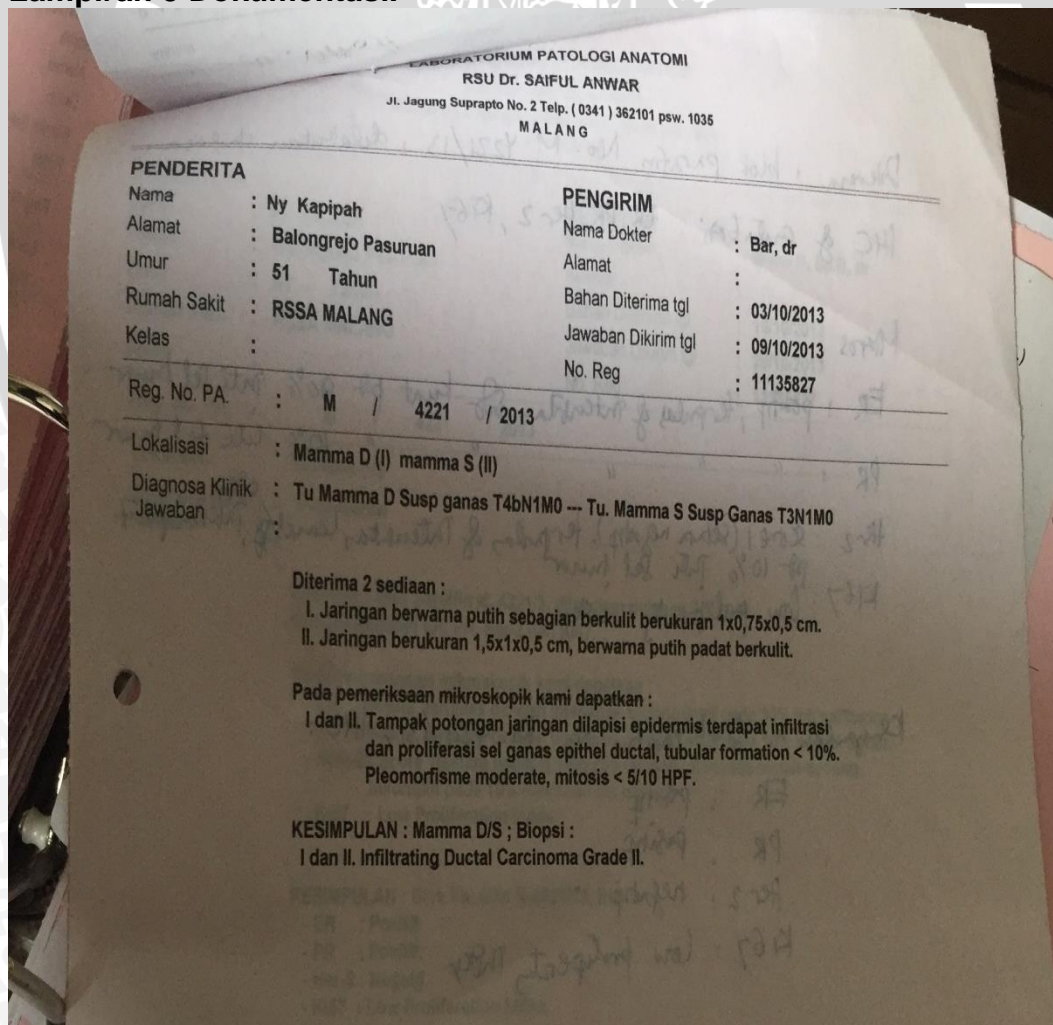 LABORATORIUM PATOLOGI ANATOMI
RSU Dr. SAIFUL ANWAR
Jl. Jagung Suprapto No. 2 Telp. ( 0341 ) 362101 psw. 1035
MALANG
PENDERITA
Nama : Ny Kapipah
Alamat : Balongrejo Pasuruan
Umur : 51 Tahun
Rumah Sakit : RSSA MALANG
Kelas :
PENGIRIM
Nama Dokter : Bar, dr
Alamat :
Bahan Diterima tgl : 03/10/2013
Jawaban Dikirim tgl : 09/10/2013
No. Reg : 11135827
Reg. No. PA. : M / 4221 / 2013
Lokalisasi : Mamma D (I) mamma S (II)
Diagnosa Klinik : Tu Mamma D Susp ganas T4bN1M0 --- Tu. Mamma S Susp Ganas T3N1M0
Jawaban :
Diterima 2 sediaan :
I. Jaringan berwarna putih sebagian berkulit berukuran 1x0,75x0,5 cm.
II. Jaringan berukuran 1,5x1x0,5 cm, berwarna putih padat berkulit.
Pada pemeriksaan mikroskopik kami dapatkan :
I dan II. Tampak potongan jaringan dilapisi epidermis terdapat infiltrasi
dan proliferasi sel ganas epithel ductal, tubular formation < 10%.
Pleomorfisme moderate, mitosis < 5/10 HPF.
KESIMPULAN : Mamma D/S ; Biopsi :
I dan II. Infiltrating Ductal Carcinoma Grade II.